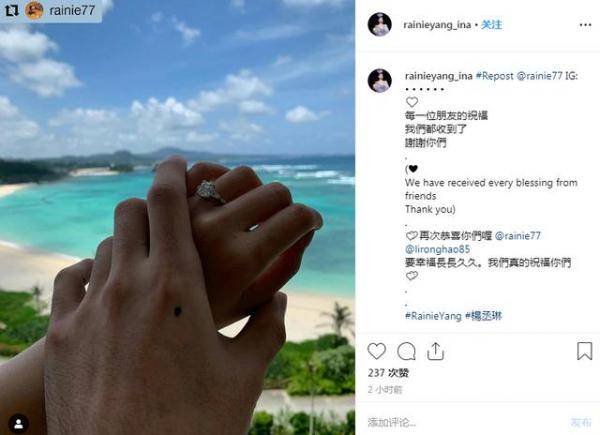 rainie77
rainieyang_ina • 关注
rainieyang_ina #Repost @rainie77 IG:
• • • • • •
♡
每一位朋友的祝福
我們都收到了
謝謝你們
.
(♥
We have received every blessing from
friends
Thank you)
.
♡再次恭喜你們喔 @rainie77
@lironghao85
要幸福長長久久。我們真的祝福你們
♡
.
.
#RainieYang #楊丞琳
237 次赞
2 小时前
添加评论...
发布